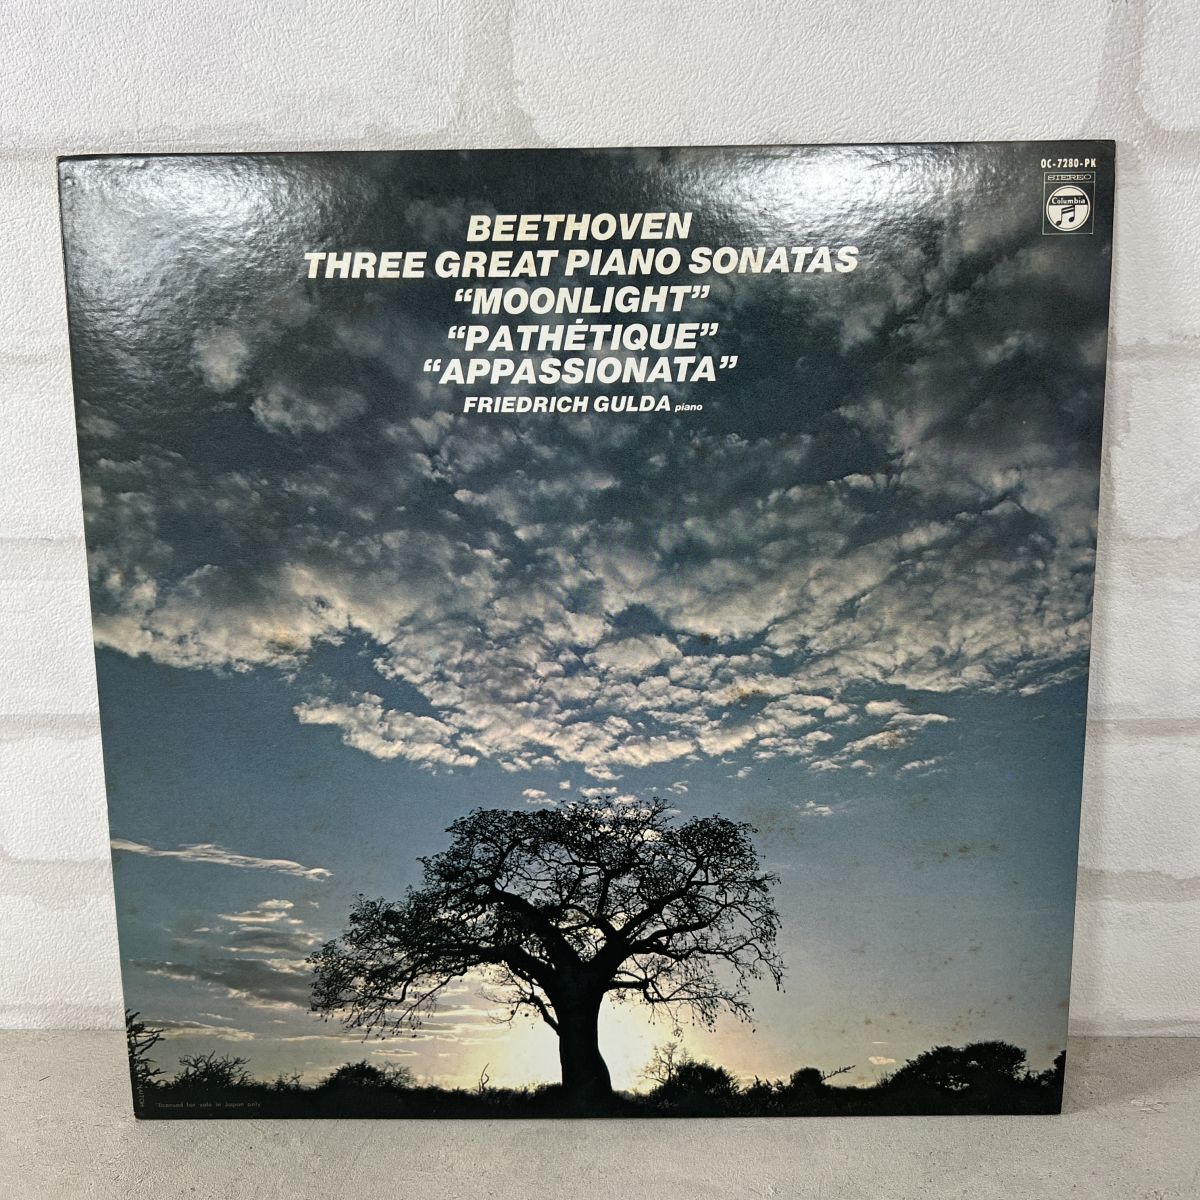 OC-7280-PK
STEREO
Columbia
BEETHOVEN
THREE GREAT PIANO SONATAS
“MOONLIGHT”
“PATHÉTIQUE”
“APPASSIONATA”
FRIEDRICH GULDA piano
"licensed for sale in Japan only